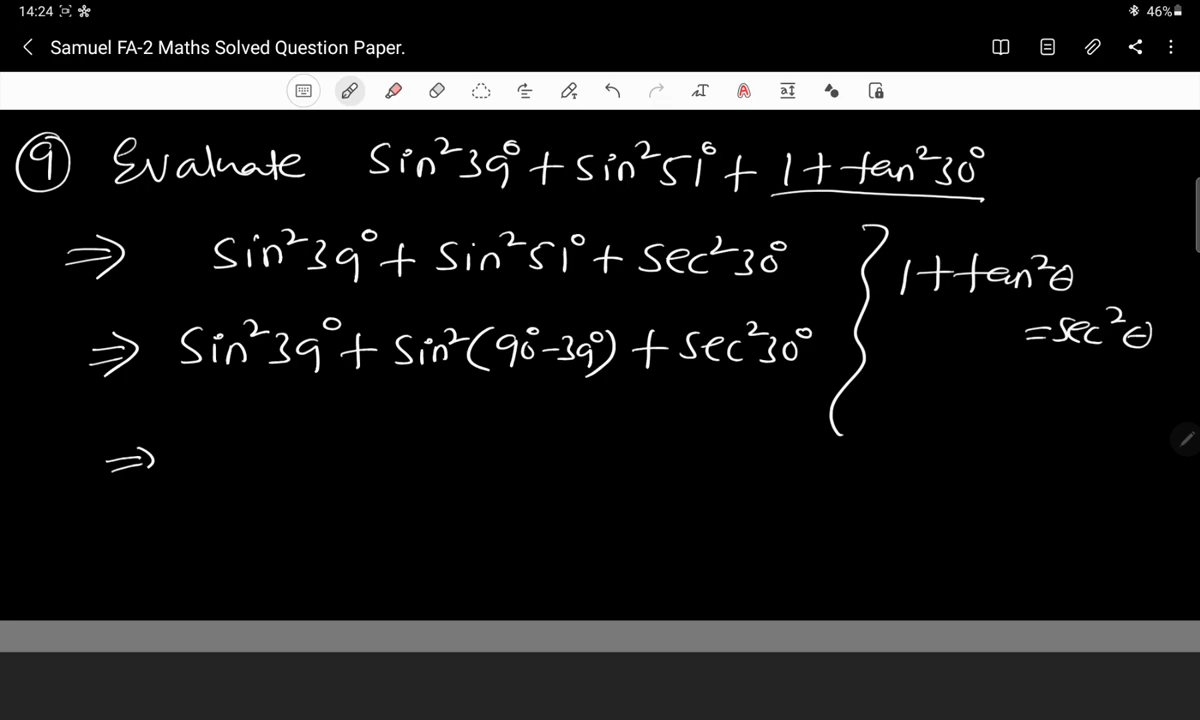 14:24 46%
Samuel FA-2 Maths Solved Question Paper.
⑨ Evaluate sin²39° + sin²51° + 1 + tan²30°
⇒ sin²39° + sin²51° + sec²30°
1 + tan²θ
= sec²θ
⇒ sin²39° + sin²(90° - 39°) + sec²30°
⇒